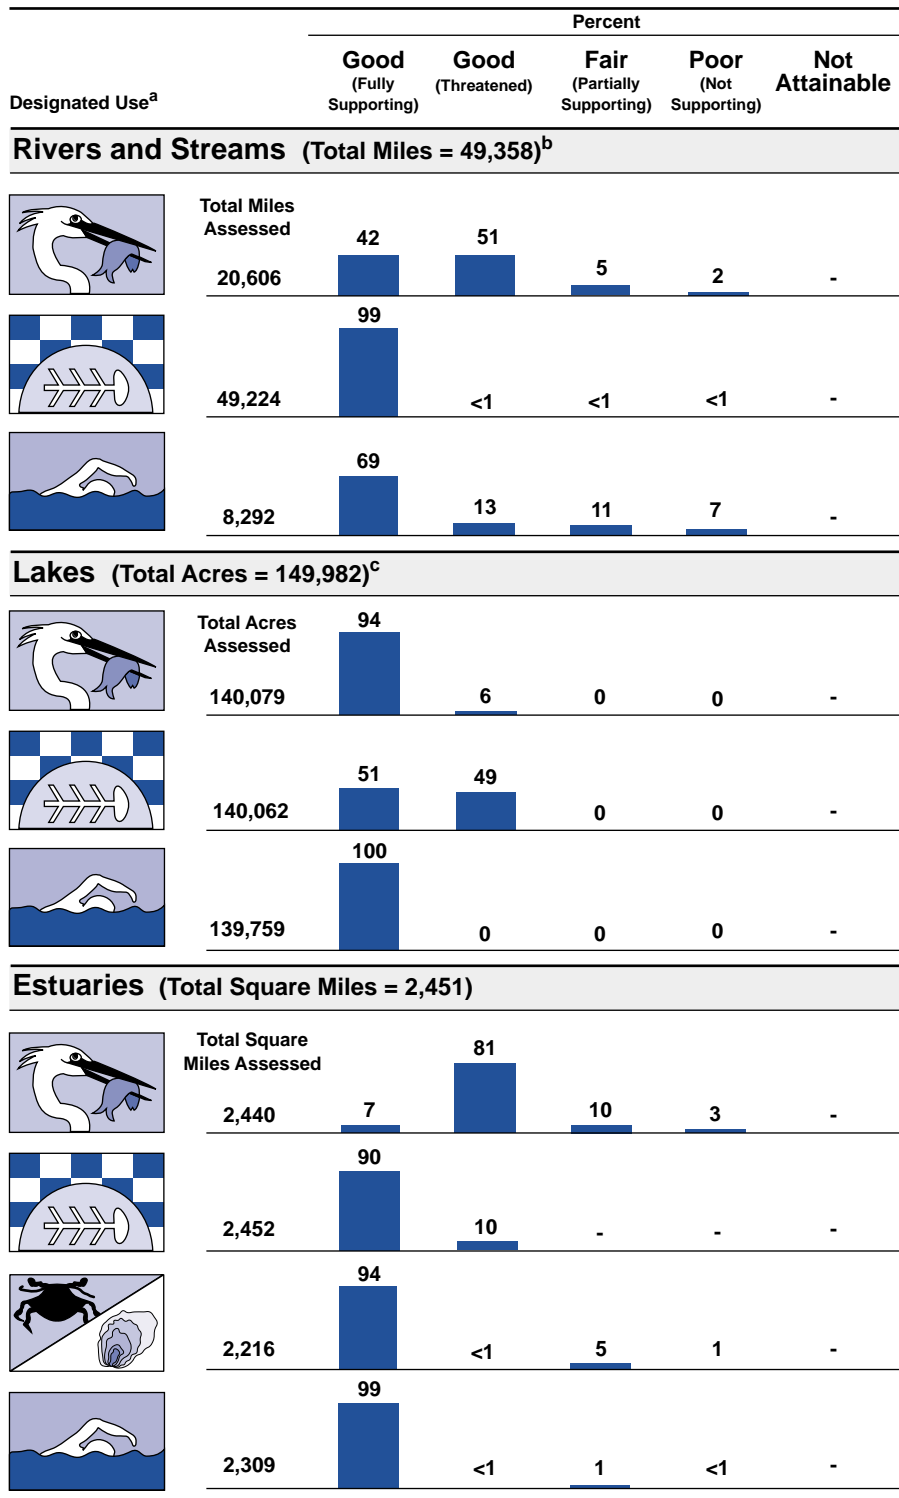 Percent
Designated Useᵃ
Good (Fully Supporting)
Good (Threatened)
Fair (Partially Supporting)
Poor (Not Supporting)
Not Attainable
Rivers and Streams (Total Miles = 49,358)ᵇ
Total Miles Assessed
20,606 42 51 5 2 -
49,224 99 <1 <1 <1 -
8,292 69 13 11 7 -
Lakes (Total Acres = 149,982)ᶜ
Total Acres Assessed
140,079 94 6 0 0 -
140,062 51 49 0 0 -
139,759 100 0 0 0 -
Estuaries (Total Square Miles = 2,451)
Total Square Miles Assessed
2,440 7 81 10 3 -
2,452 90 10 - - -
2,216 94 <1 5 1 -
2,309 99 <1 1 <1 -